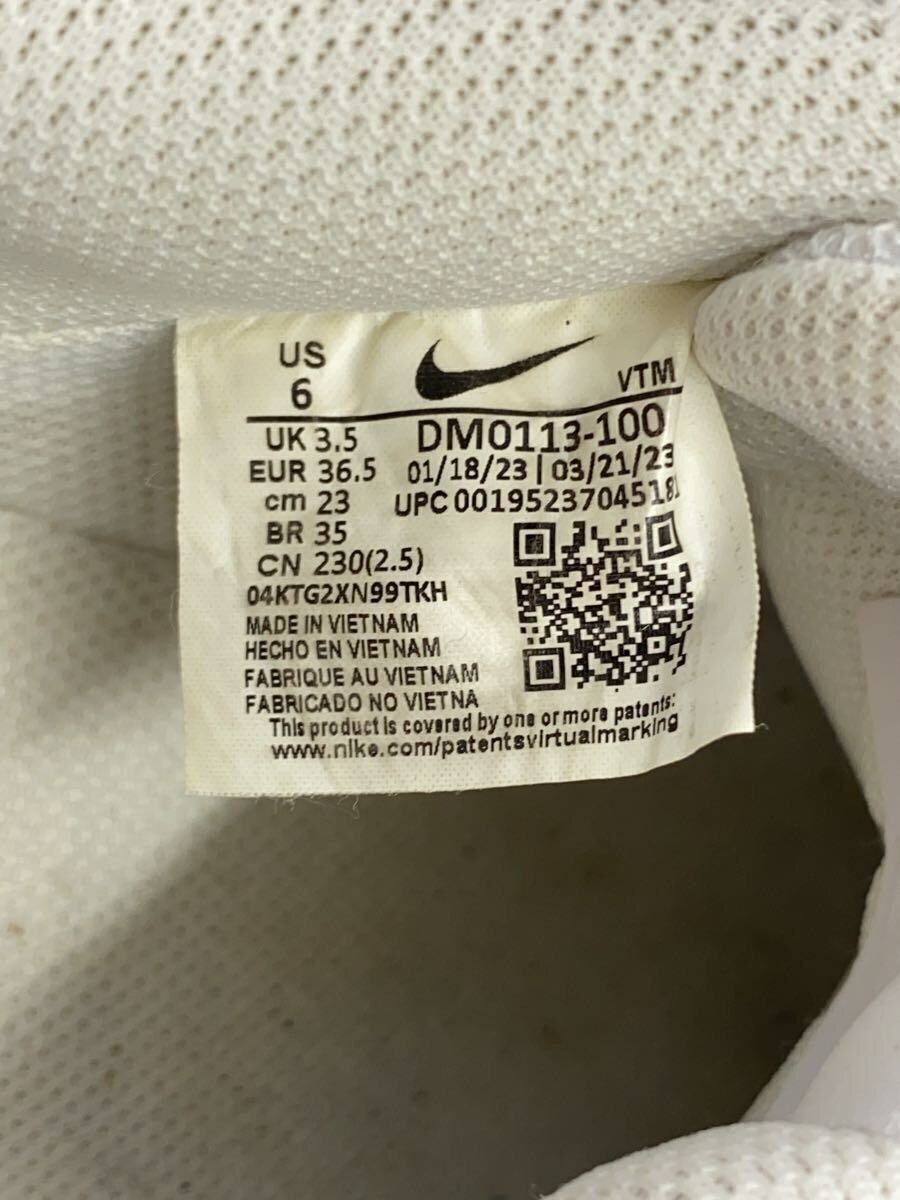 US
6
VTM
UK 3.5
DM0113-100
EUR 36.5
01/18/23 | 03/21/23
cm 23
UPC 00195237045181
BR 35
CN 230(2.5)
04KTG2XN99TKH
MADE IN VIETNAM
HECHO EN VIETNAM
FABRIQUE AU VIETNAM
FABRICADO NO VIETNA
This product is covered by one or more patents:
www.nike.com/patentsvirtualmarking